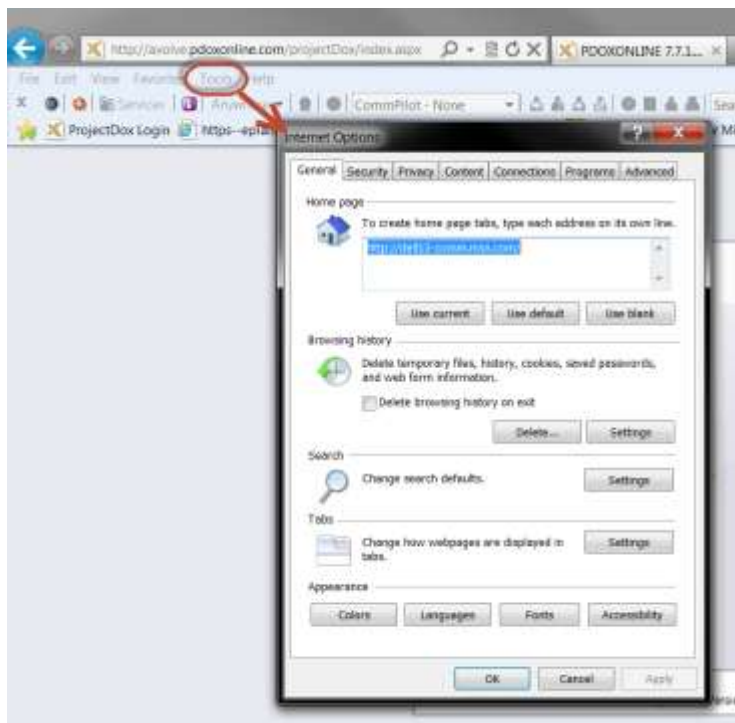 http://avolve.pdoxonline.com/projectDox/index.aspx
PDOXONLINE 7.7.1...
File Edit View Favorites Tools Help
CommPilot - None
ProjectDox Login
Internet Options
General Security Privacy Content Connections Programs Advanced
Home page
To create home page tabs, type each address on its own line.
Use current Use default Use blank
Browsing history
Delete temporary files, history, cookies, saved passwords,
and web form information.
Delete browsing history on exit
Delete... Settings
Search
Change search defaults.
Settings
Tabs
Change how webpages are displayed in
tabs.
Settings
Appearance
Colors Languages Fonts Accessibility
OK Cancel Apply